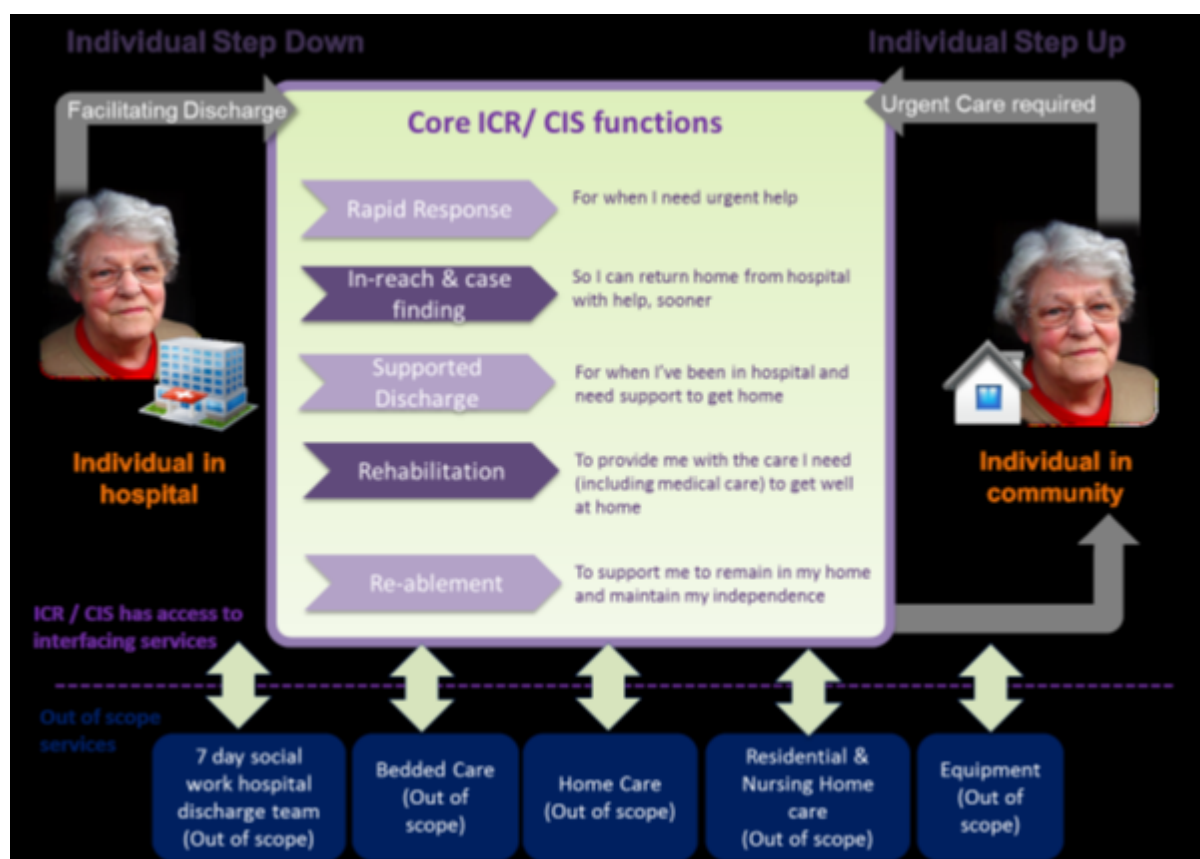 Individual Step Down
Individual Step Up
Facilitating Discharge
Urgent Care required
Core ICR/ CIS functions
Rapid Response
For when I need urgent help
In-reach & case
finding
So I can return home from hospital
with help, sooner
Supported
Discharge
For when I've been in hospital and
need support to get home
Rehabilitation
To provide me with the care I need
(including medical care) to get well
at home
Re-ablement
To support me to remain in my home
and maintain my independence
Individual in
hospital
Individual in
community
ICR / CIS has access to
interfacing services
Out of scope
services
7 day social
work hospital
discharge team
(Out of scope)
Bedded Care
(Out of
scope)
Home Care
(Out of scope)
Residential &
Nursing Home
care
(Out of scope)
Equipment
(Out of
scope)